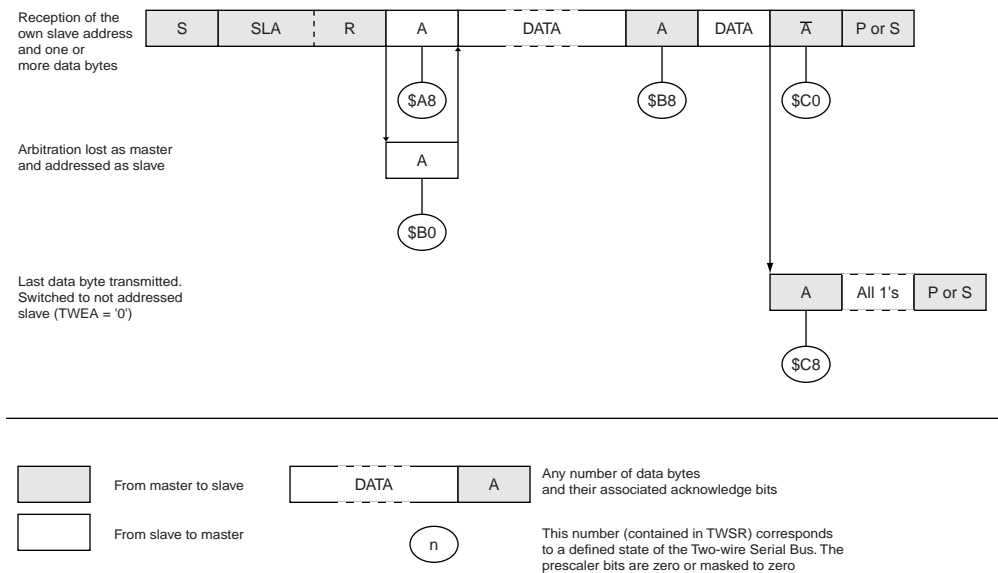 Reception of the
own slave address
and one or
more data bytes
S SLA R A DATA A DATA A̅ P or S
$A8 $B8 $C0
Arbitration lost as master
and addressed as slave
A
$B0
Last data byte transmitted.
Switched to not addressed
slave (TWEA = '0')
A All 1's P or S
$C8
From master to slave
DATA A
Any number of data bytes
and their associated acknowledge bits
From slave to master
n
This number (contained in TWSR) corresponds
to a defined state of the Two-wire Serial Bus. The
prescaler bits are zero or masked to zero